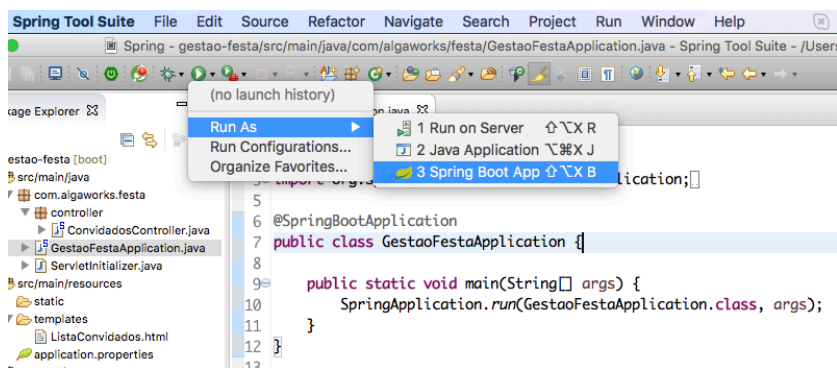 Spring Tool Suite File Edit Source Refactor Navigate Search Project Run Window Help
Spring - gestao-festa/src/main/java/com/algaworks/festa/GestaoFestaApplication.java - Spring Tool Suite - /Users
(no launch history)
Run As
Run Configurations...
Organize Favorites...
1 Run on Server ⇧⌥X R
2 Java Application ⌥⌘X J
3 Spring Boot App ⇧⌥X B
kage Explorer
estao-festa [boot]
src/main/java
com.algaworks.festa
controller
ConvidadosController.java
GestaoFestaApplication.java
ServletInitializer.java
src/main/resources
static
templates
ListaConvidados.html
application.properties
on.java
lication;
5
6 @SpringBootApplication
7 public class GestaoFestaApplication {
8
9 public static void main(String[] args) {
10 SpringApplication.run(GestaoFestaApplication.class, args);
11 }
12 }
13